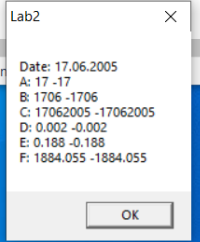 Lab2
Date: 17.06.2005
A: 17 -17
B: 1706 -1706
C: 17062005 -17062005
D: 0.002 -0.002
E: 0.188 -0.188
F: 1884.055 -1884.055
OK